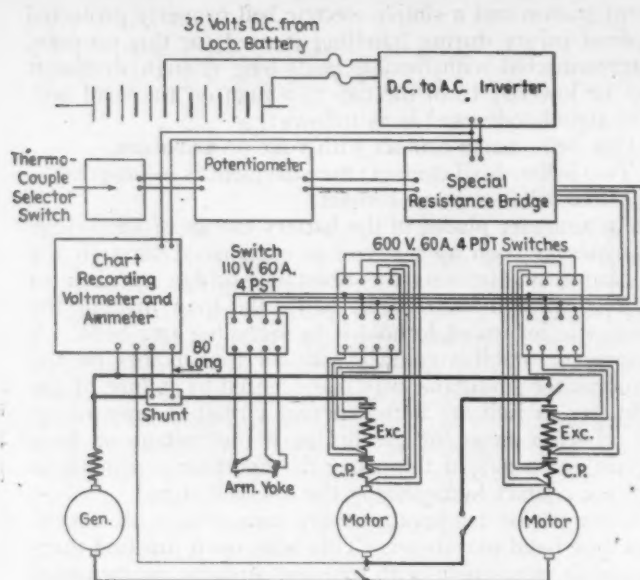 32 Volts D.C. from
Loco. Battery
D.C. to A.C. Inverter
Thermo-
Couple
Selector
Switch
Potentiometer
Special
Resistance Bridge
Chart
Recording
Voltmeter and
Ammeter
Switch
110 V, 60 A.
4 PST
600 V. 60 A. 4 PDT Switches
80'
Long
Shunt
Exc.
Exc.
C.P.
C.P.
Arm. Yoke
Gen.
Motor
Motor